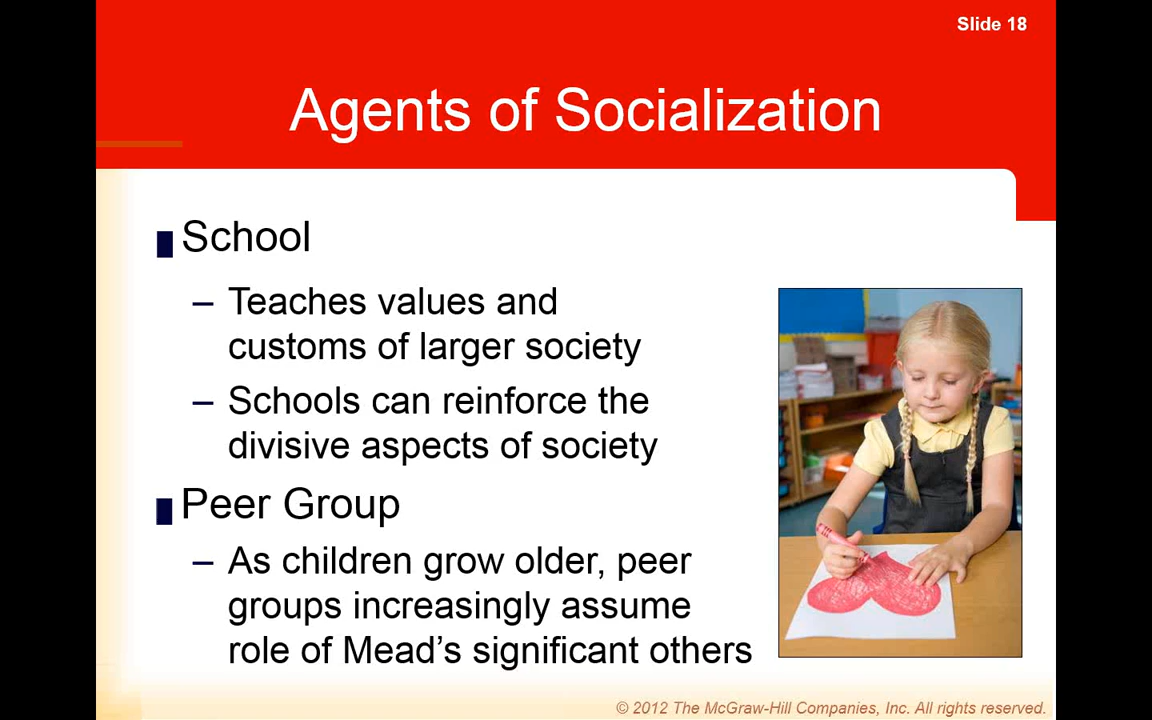 Slide 18
Agents of Socialization
School
– Teaches values and
customs of larger society
– Schools can reinforce the
divisive aspects of society
Peer Group
– As children grow older, peer
groups increasingly assume
role of Mead’s significant others
© 2012 The McGraw-Hill Companies, Inc. All rights reserved.